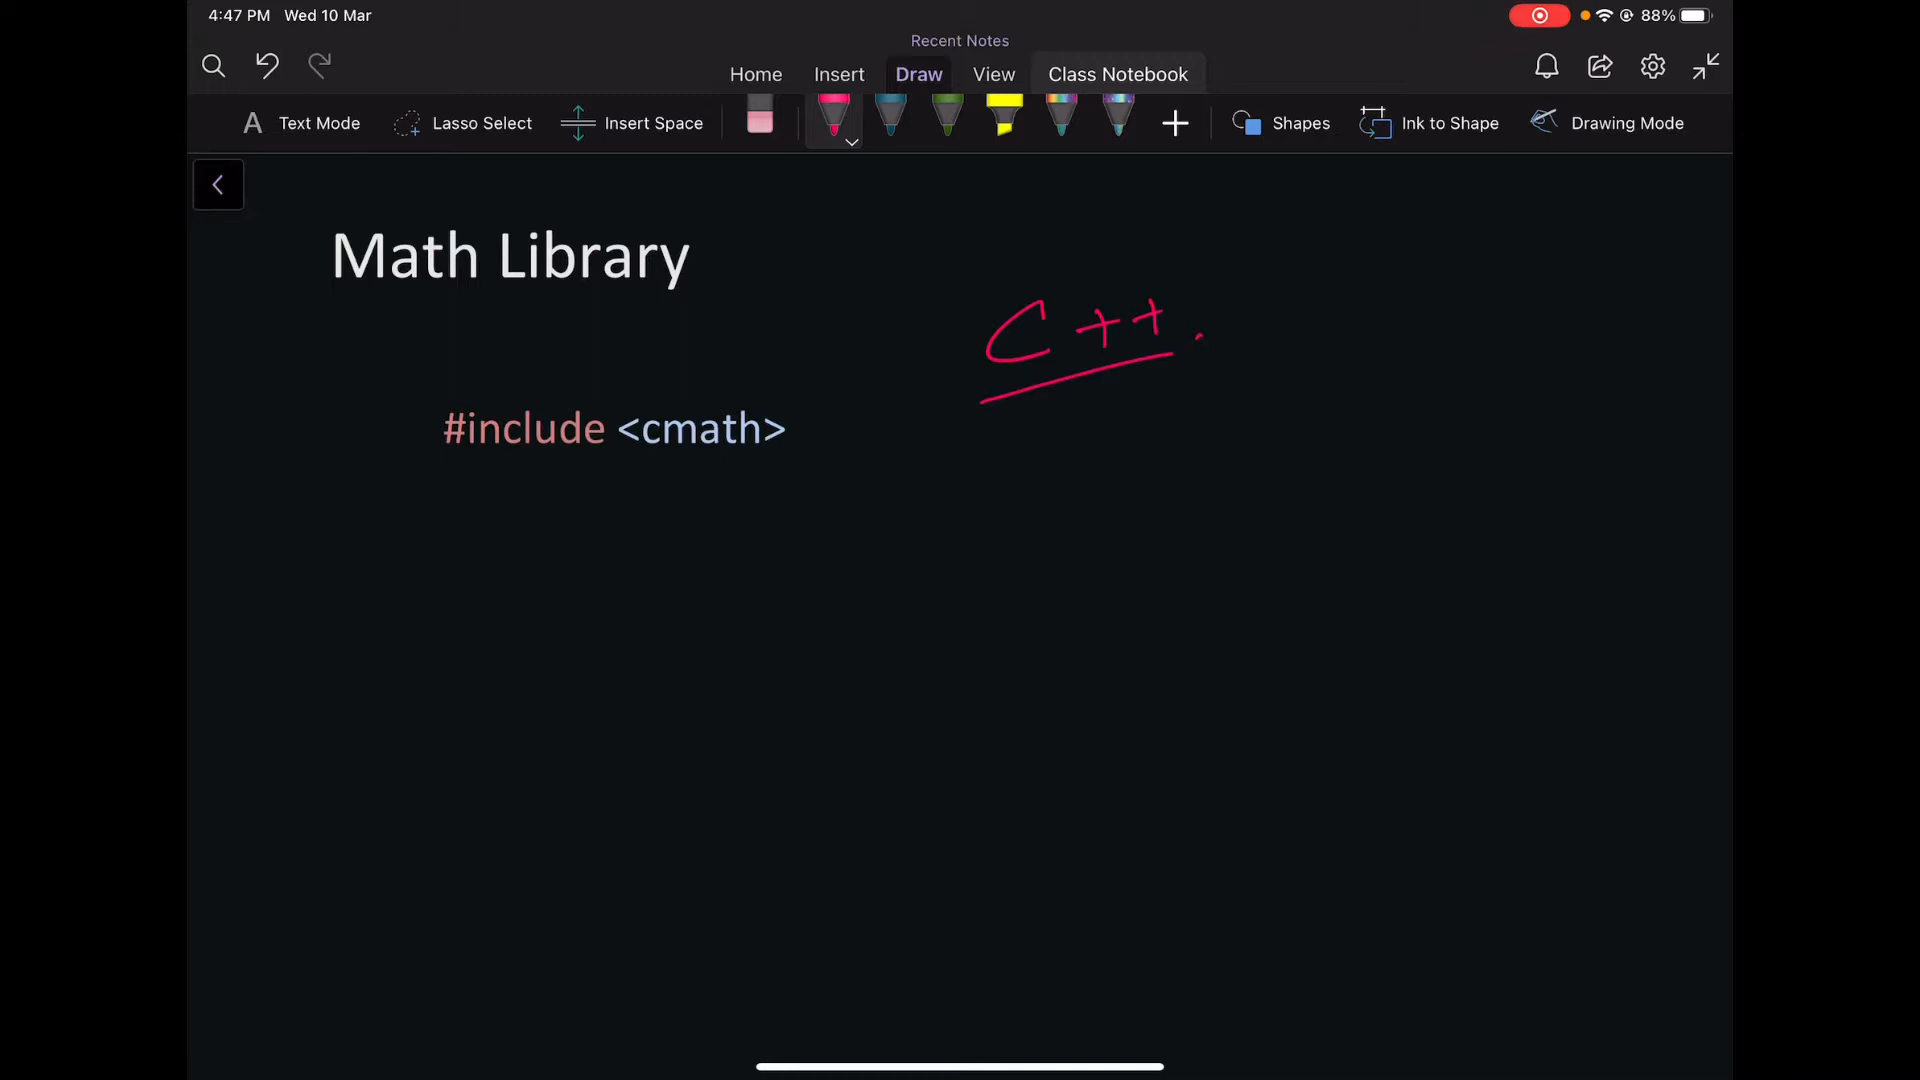 4:47 PM Wed 10 Mar
88%
Recent Notes
Home Insert Draw View Class Notebook
A Text Mode Lasso Select Insert Space Shapes Ink to Shape Drawing Mode
Math Library
C ++.
#include <cmath>